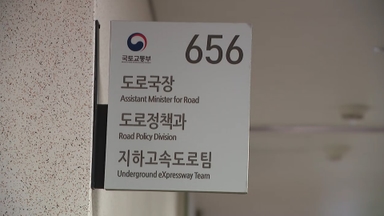 국토교통부
656
도로국장
Assistant Minister for Road
도로정책과
Road Policy Division
지하고속도로팀
Underground eXpressway Team